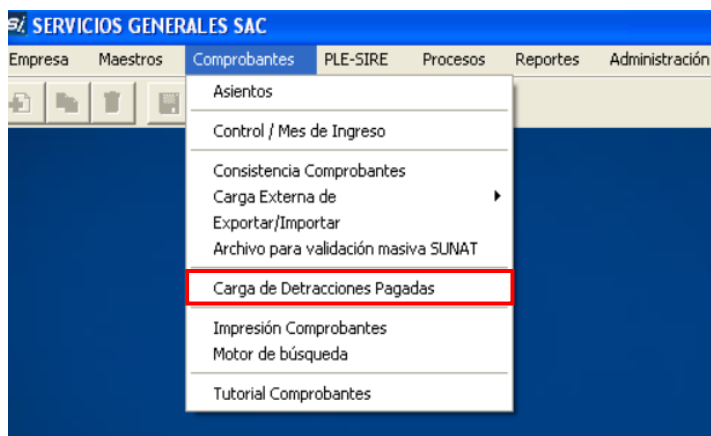 Si SERVICIOS GENERALES SAC
Empresa Maestros Comprobantes PLE-SIRE Procesos Reportes Administración
Asientos
Control / Mes de Ingreso
Consistencia Comprobantes
Carga Externa de
Exportar/Importar
Archivo para validación masiva SUNAT
Carga de Detracciones Pagadas
Impresión Comprobantes
Motor de búsqueda
Tutorial Comprobantes